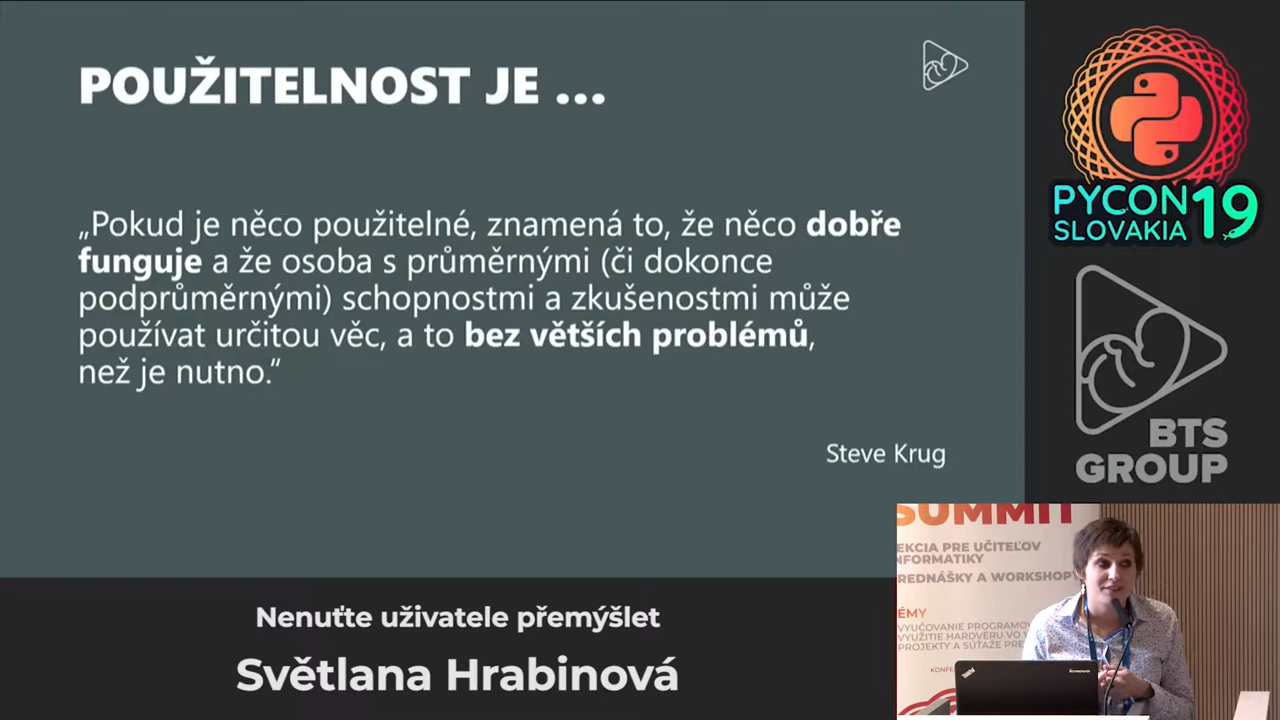 POUŽITELNOST JE ...
„Pokud je něco použitelné, znamená to, že něco dobře
funguje a že osoba s průměrnými (či dokonce
podprůměrnými) schopnostmi a zkušenostmi může
používat určitou věc, a to bez větších problémů,
než je nutno.“
Steve Krug
PYCON 19
SLOVAKIA
BTS
GROUP
SUMMIT
EKCIA PRE UČITEĽOV
NFORMATIKY
REDNÁŠKY A WORKSHOP
ÉMY
VYUČOVANIE PROGRAMOV
VYUŽITIE HARDVÉRU VO V
PROJEKTY A SÚŤAŽE PRE
KONFE
ThinkPad
lenovo
Nenuťte uživatele přemýšlet
Světlana Hrabinová